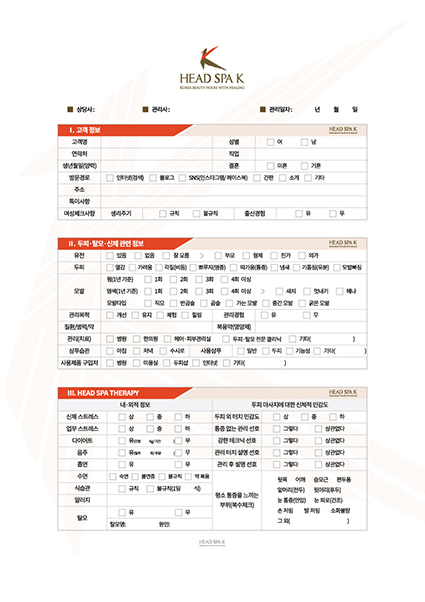 HEAD SPA K
KOREA BEAUTY HOUSE WITH HEALING
상담사 : 관리사 : 관리일자 : 년 월 일
I. 고객 정보 HEAD SPA K
고객명 성별 여 남
연락처 직업
생년월일(양력) 결혼 미혼 기혼
방문경로 인터넷(검색) 블로그 SNS(인스타그램/페이스북) 간판 소개 기타
주소
특이사항
여성체크사항 생리주기 규칙 불규칙 출산경험 유 무
II. 두피·탈모·신체 관련 정보 HEAD SPA K
유전 있음 없음 잘 모름 부모 형제 친가 외가
두피 열감 가려움 각질(비듬) 뾰루지(염증) 따가움(통증) 냄새 기름짐(유분) 모발빠짐
모발 펌(1년 기준) 1회 2회 3회 4회 이상
염색(1년 기준) 1회 2회 3회 4회 이상 새치 멋내기 헤나
모발타입 직모 반곱슬 곱슬 가는 모발 중간 모발 굵은 모발
관리목적 개선 유지 체험 힐링 관리경험 유 무
질환/병력/약 복용약(영양제)
관리(치료) 병원 한의원 헤어·피부관리실 두피·탈모 전문 클리닉 기타( )
샴푸습관 아침 저녁 수시로 사용샴푸 일반 두피 기능성 기타( )
사용제품 구입처 병원 미용실 두피샵 인터넷 기타( )
III. HEAD SPA THERAPY HEAD SPA K
내·외적 정보 두피 마사지에 대한 신체적 민감도
신체 스트레스 상 중 하 두피 외 터치 민감도 상 중 하
업무 스트레스 상 중 하 통증 없는 관리 선호 그렇다 상관없다
다이어트 유 무 강한 테크닉 선호 그렇다 상관없다
음주 유 무 관리 터치 설명 선호 그렇다 상관없다
흡연 유 무 관리 후 설명 선호 그렇다 상관없다
수면 숙면 불면증 불규칙 약 복용
식습관 규칙 불규칙(1일 식)
알러지
탈모 유 무
탈모명: 원인:
평소 통증을 느끼는
부위(복수체크)
뒷목 어깨 승모근 편두통
앞머리(전두) 뒷머리(후두)
눈 통증(안압) 눈 피로(건조)
손 저림 발 저림 소화불량
그 외( )
HEAD SPA K